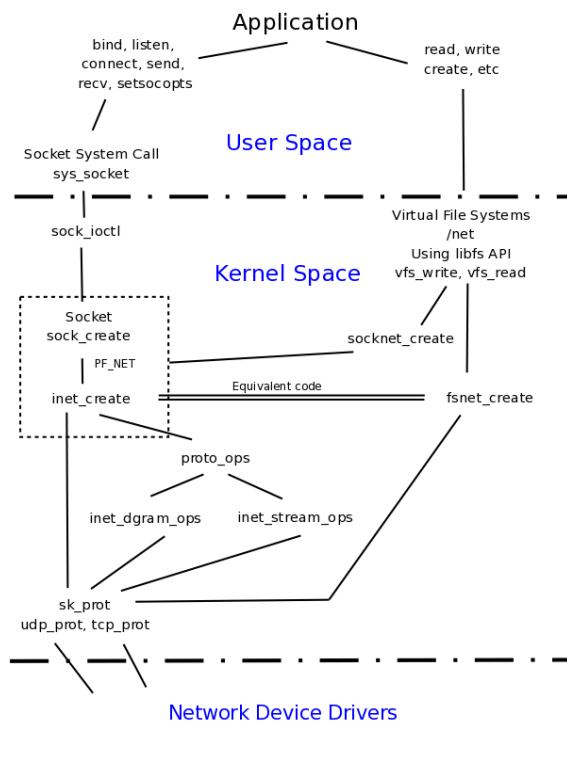 Application
bind, listen,
connect, send,
recv, setsocopts
read, write
create, etc
User Space
Socket System Call
sys_socket
Virtual File Systems
/net
Using libfs API
vfs_write, vfs_read
sock_ioctl
Kernel Space
Socket
sock_create
PF_NET
inet_create
socknet_create
Equivalent code
fsnet_create
proto_ops
inet_dgram_ops
inet_stream_ops
sk_prot
udp_prot, tcp_prot
Network Device Drivers